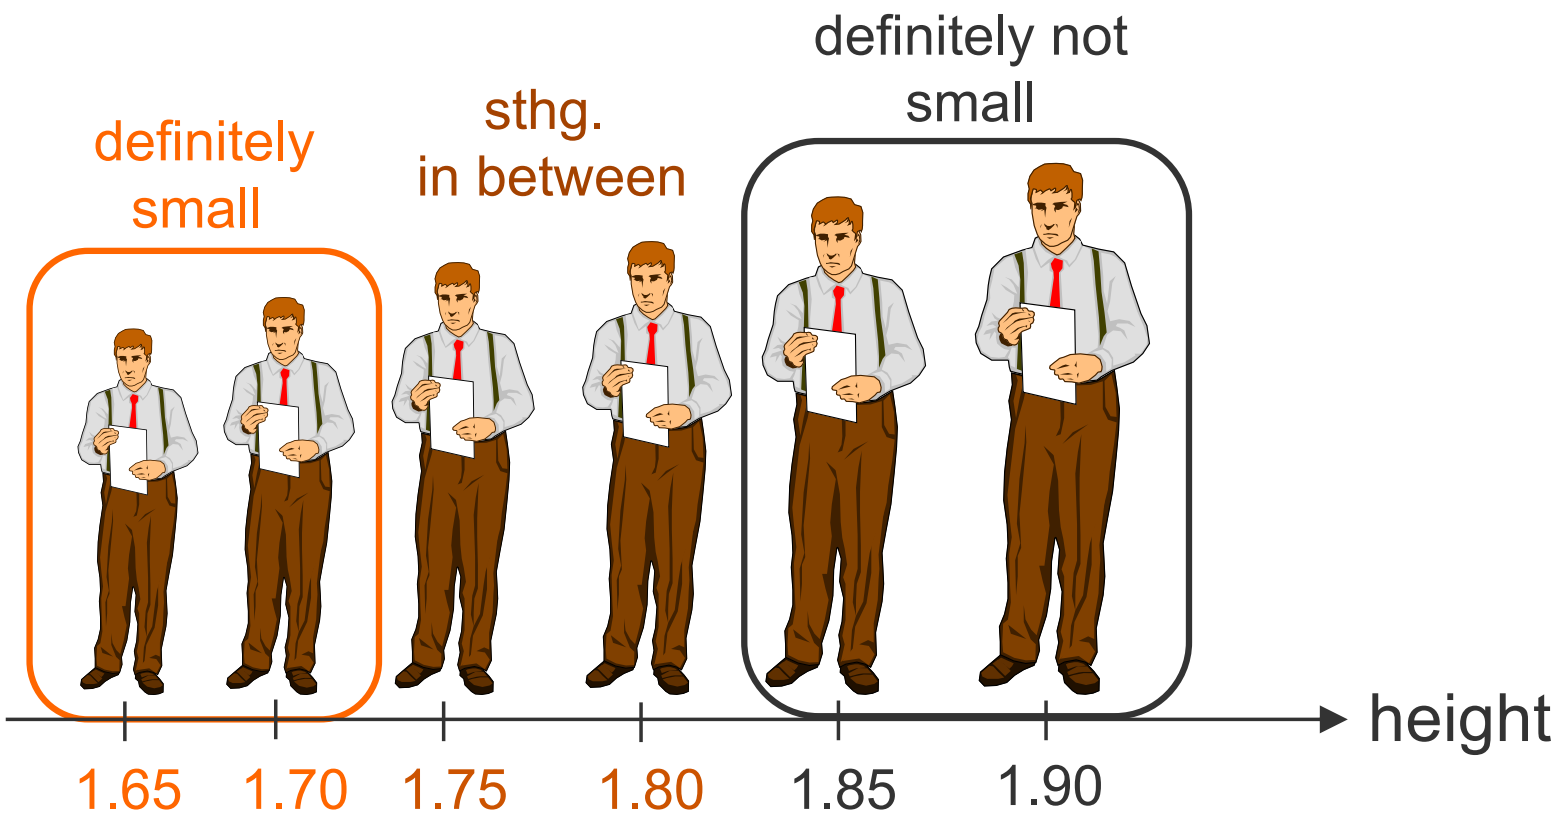 definitely not
small
sthg.
in between
definitely
small
height
1.65 1.70 1.75 1.80 1.85 1.90